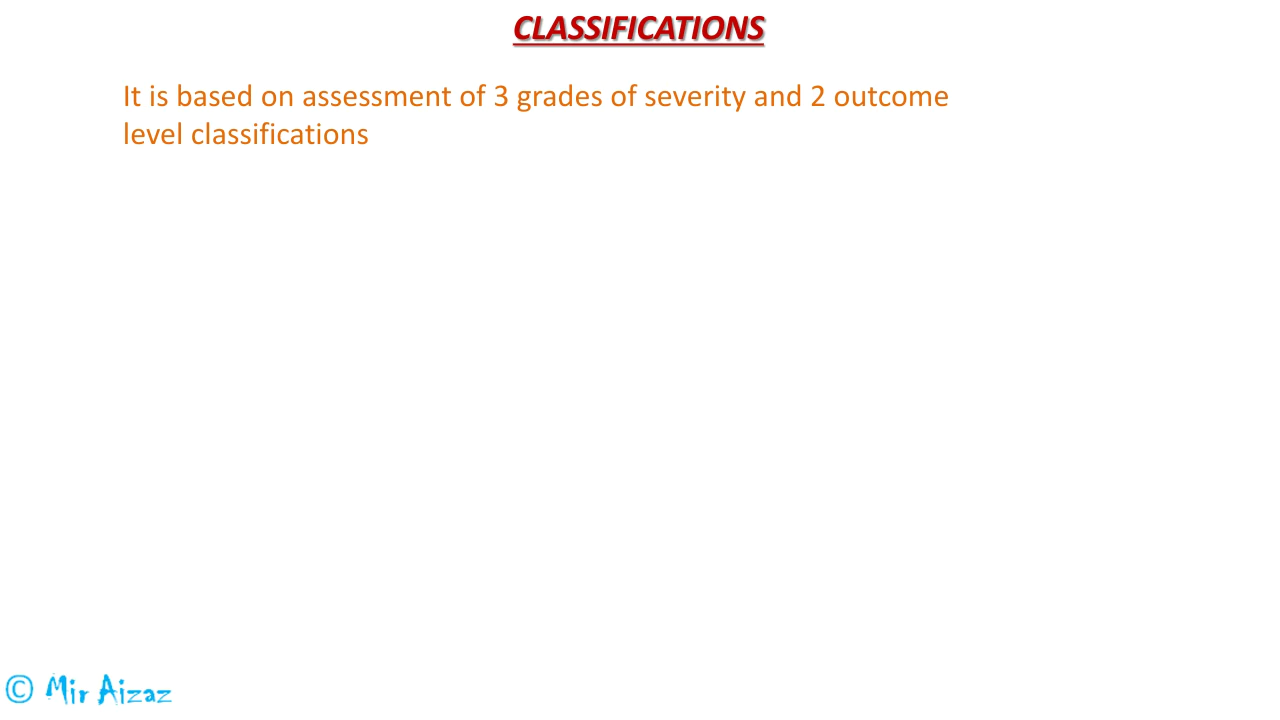 CLASSIFICATIONS
It is based on assessment of 3 grades of severity and 2 outcome
level classifications
© Mir Aizaz